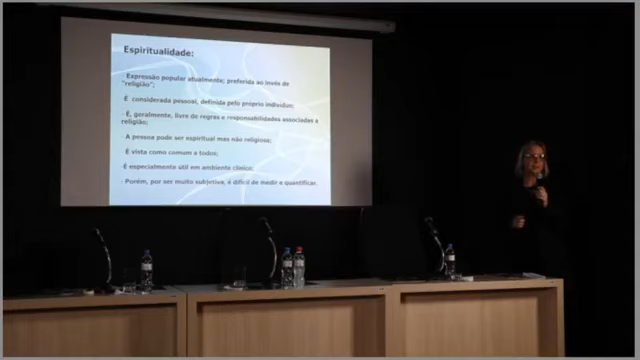 Espiritualidade:
· Expressão popular atualmente; preferida ao invés de
"religião";
· É considerada pessoal, definida pelo próprio indivíduo;
· É, geralmente, livre de regras e responsabilidades associadas a
religião;
· A pessoa pode ser espiritual mas não religiosa;
· É vista como comum a todos;
·É especialmente útil em ambiente clínico;
· Porém, por ser muito subjetiva, é difícil de medir e quantificar.